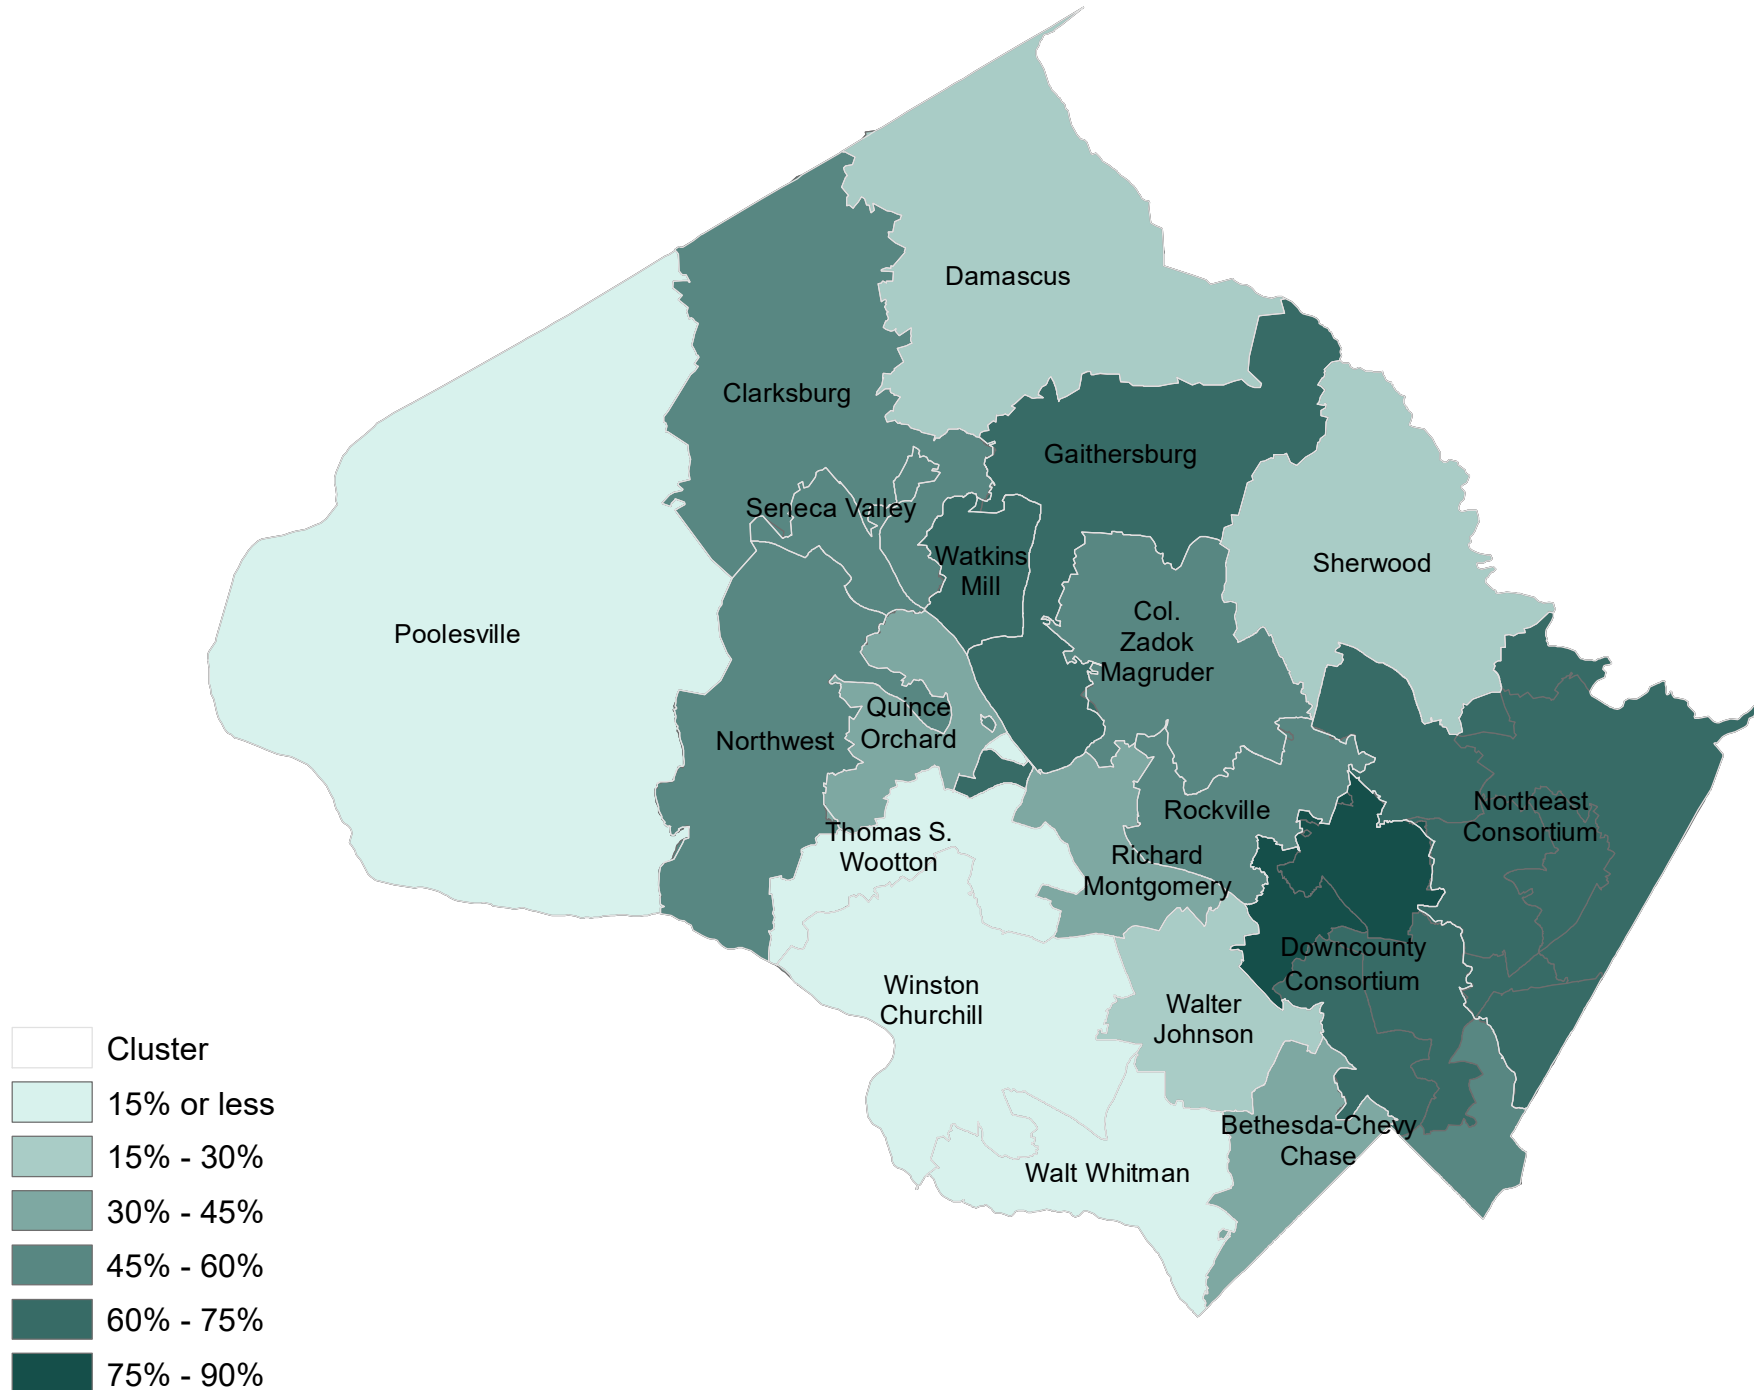 Damascus
Clarksburg
Gaithersburg
Seneca Valley
Watkins
Mill
Sherwood
Poolesville
Col.
Zadok
Magruder
Quince
Orchard
Northwest
Northeast
Consortium
Rockville
Thomas S.
Wootton
Richard
Montgomery
Downcounty
Consortium
Winston
Churchill
Walter
Johnson
Bethesda-Chevy
Chase
Walt Whitman
Cluster
15% or less
15% - 30%
30% - 45%
45% - 60%
60% - 75%
75% - 90%